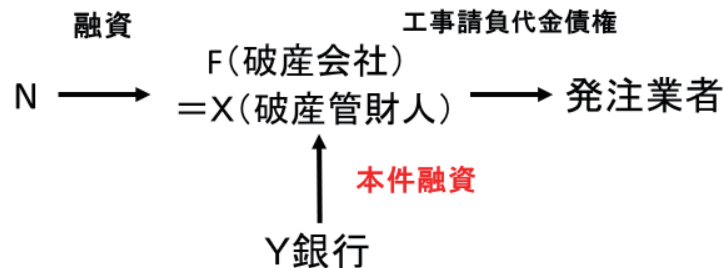 融資
工事請負代金債権
F(破産会社)
N
=X(破産管財人)
発注業者
本件融資
Y銀行